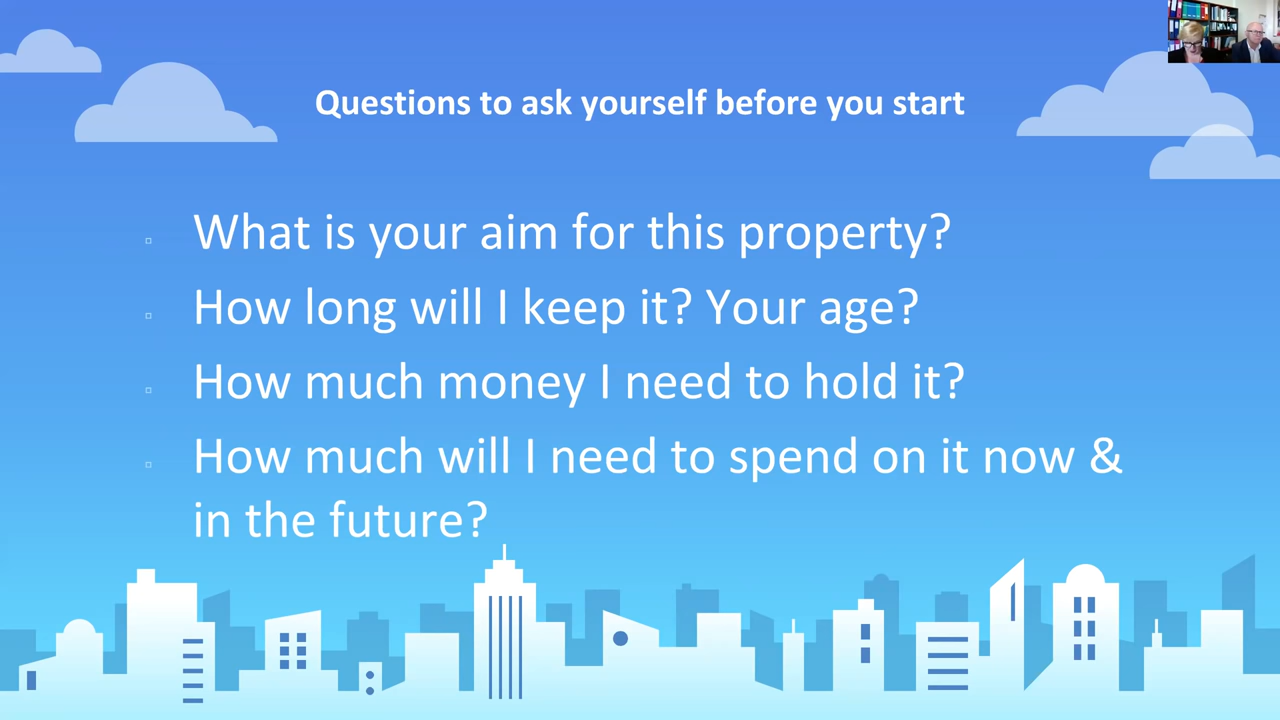 Questions to ask yourself before you start
What is your aim for this property?
How long will I keep it? Your age?
How much money I need to hold it?
How much will I need to spend on it now &
in the future?